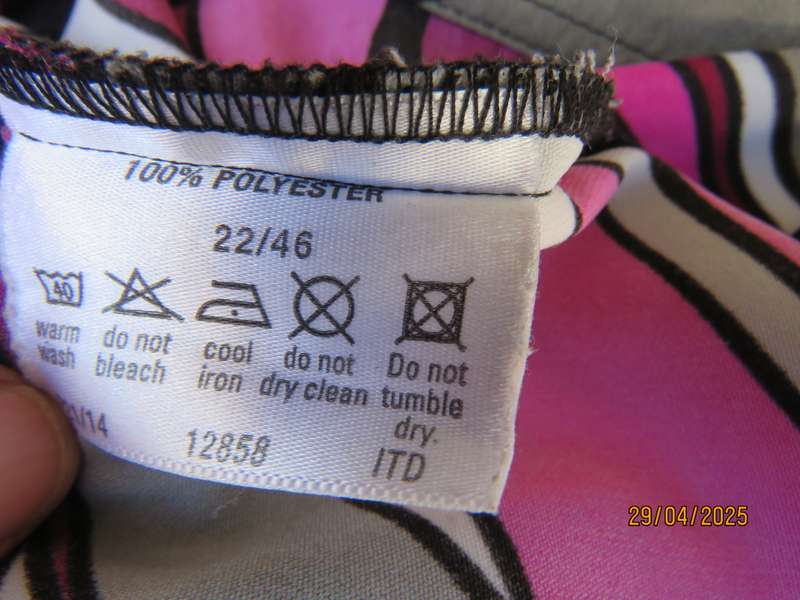 100% POLYESTER
22/46
40
warm wash
do not bleach
cool iron
do not dry clean
Do not tumble dry.
/14
12858
ITD
29/04/2025